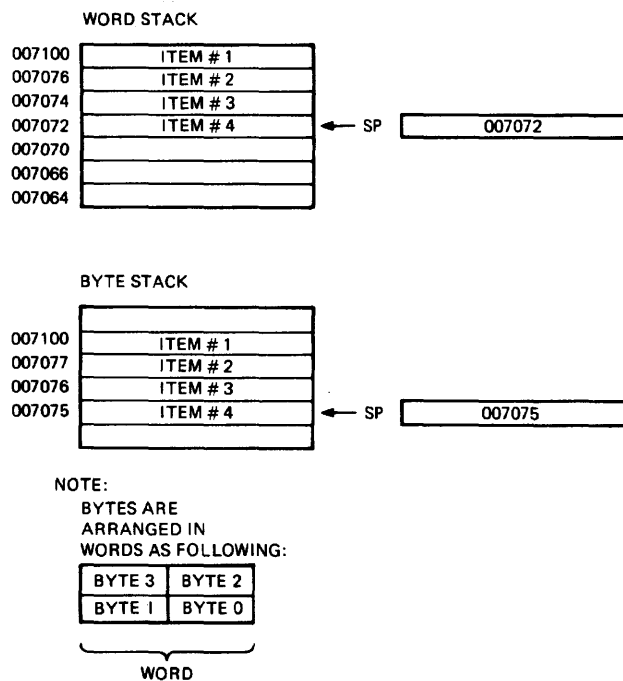 WORD STACK
007100 ITEM # 1
007076 ITEM # 2
007074 ITEM # 3
007072 ITEM # 4 SP 007072
007070
007066
007064
BYTE STACK
007100 ITEM # 1
007077 ITEM # 2
007076 ITEM # 3
007075 ITEM # 4 SP 007075
NOTE:
BYTES ARE
ARRANGED IN
WORDS AS FOLLOWING:
BYTE 3 BYTE 2
BYTE I BYTE 0
WORD